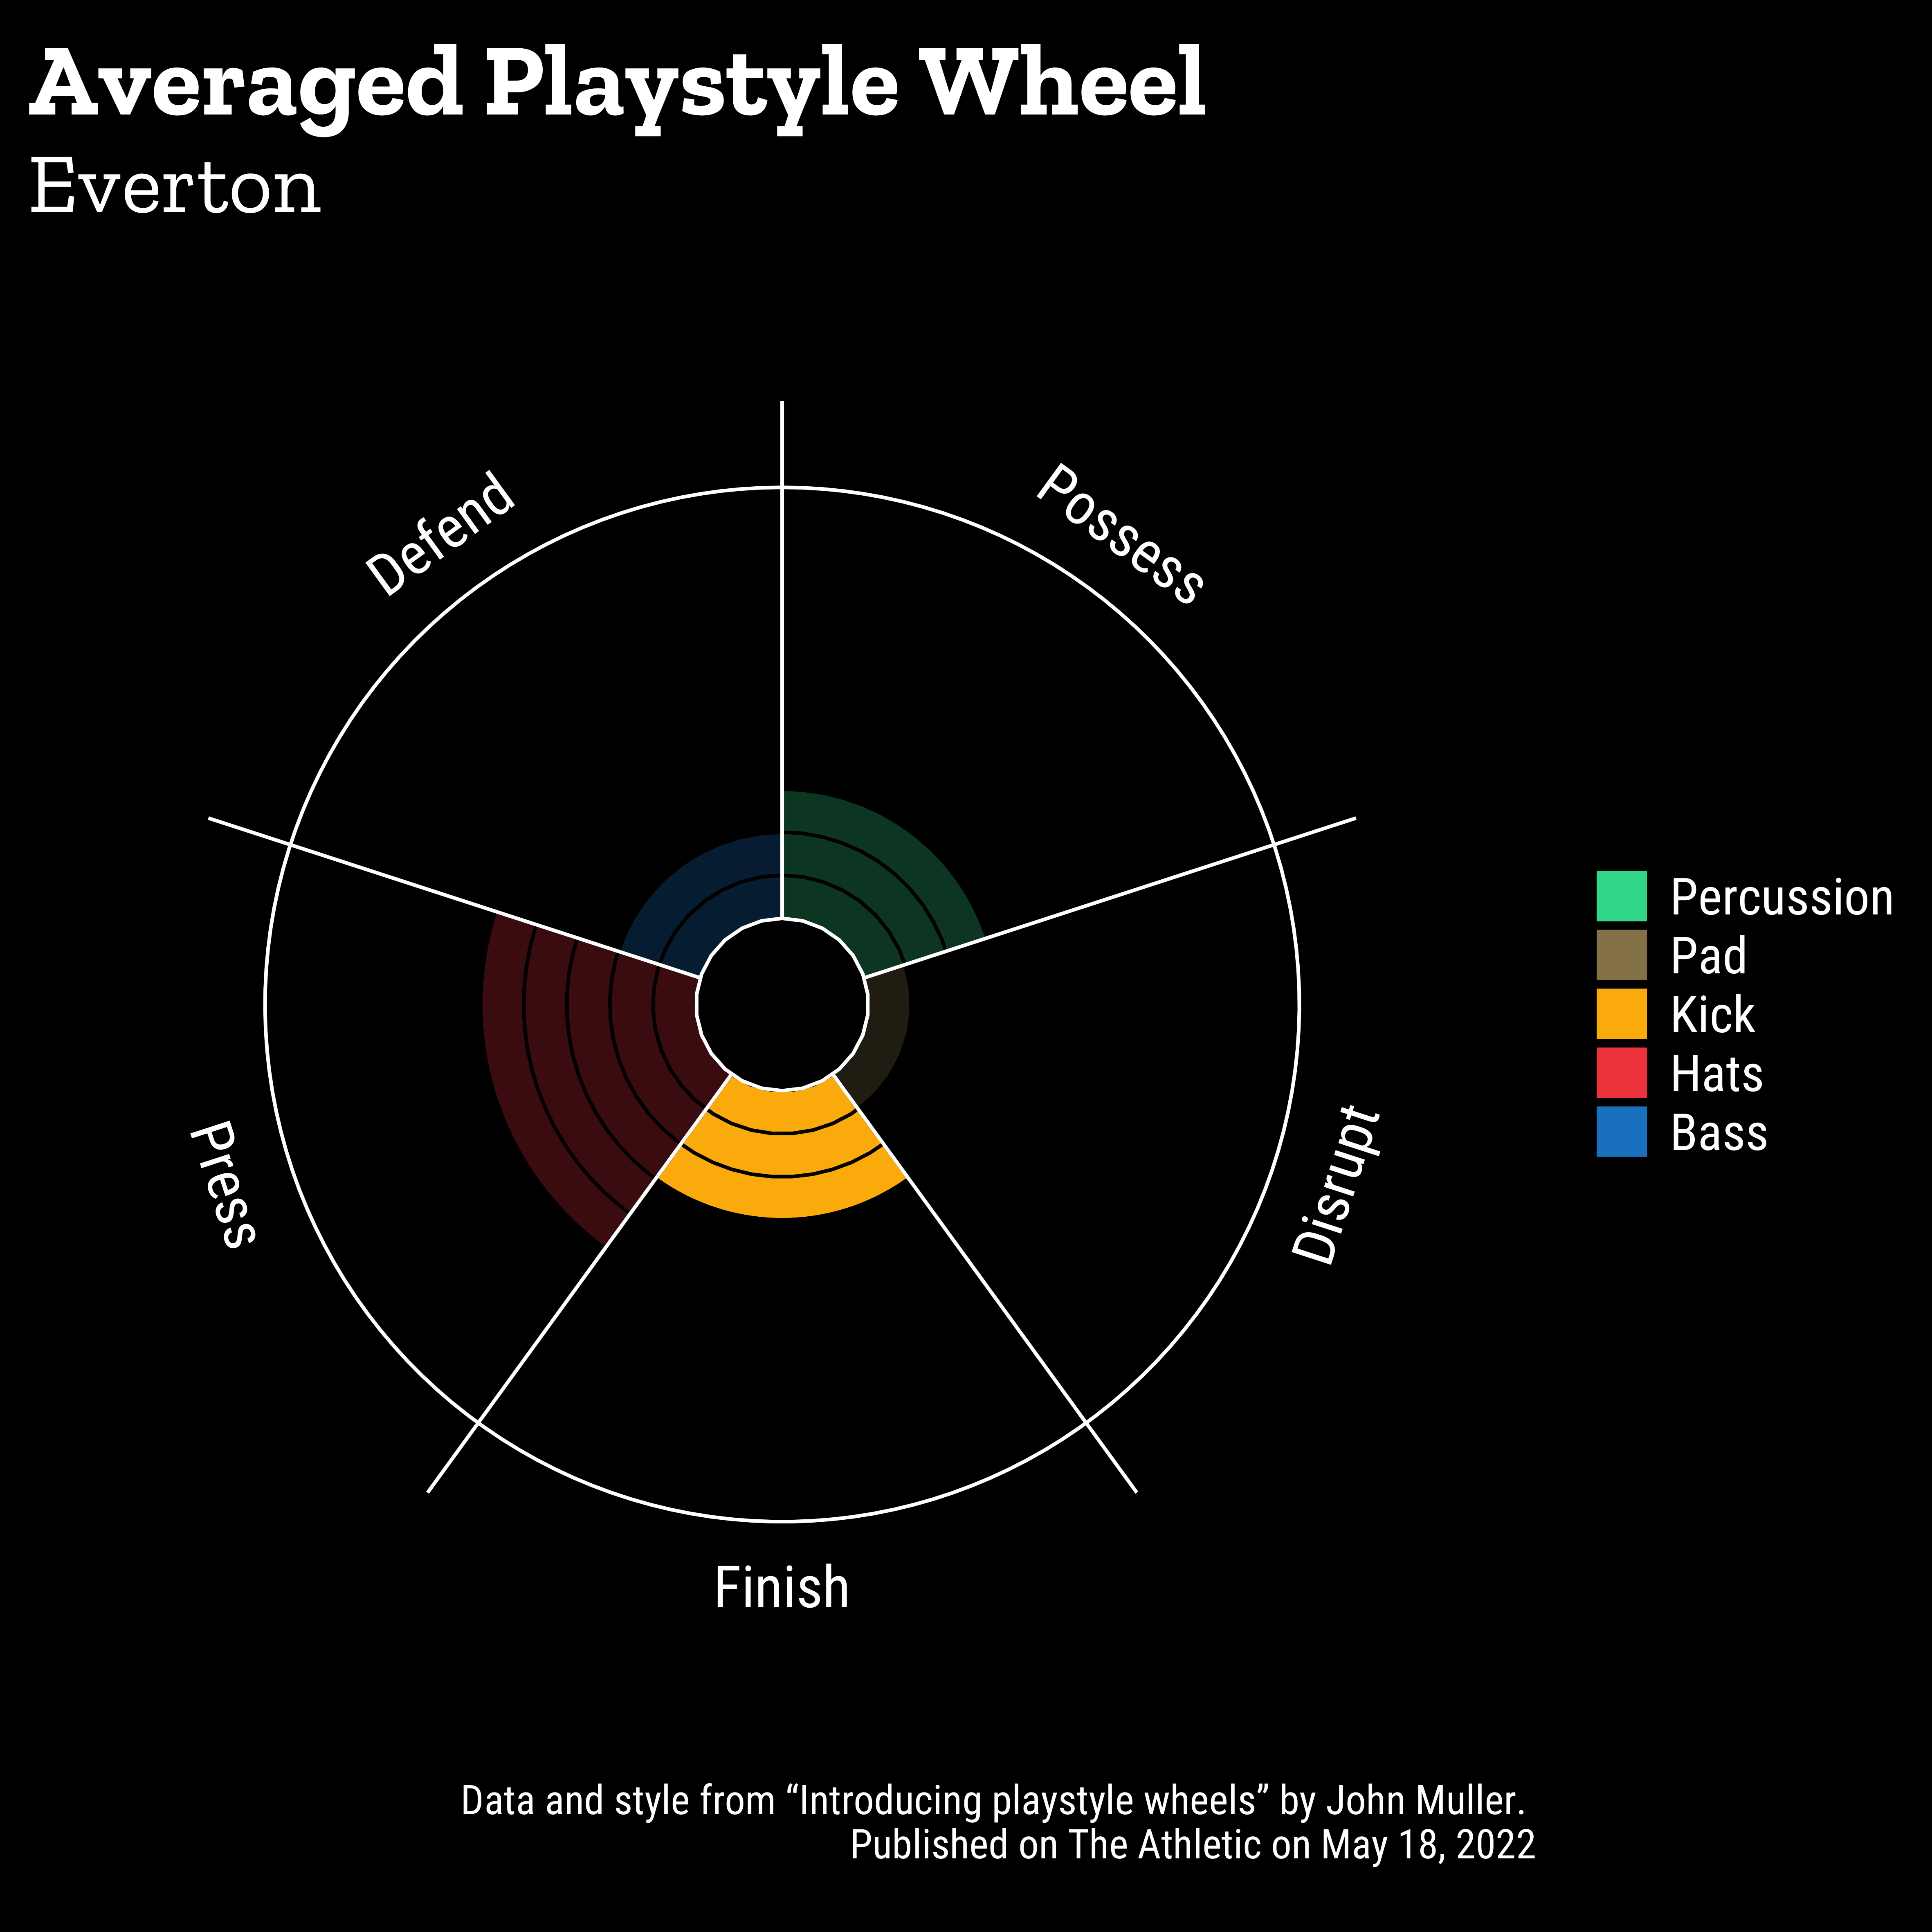 Averaged Playstyle Wheel
Everton
Defend
Possess
Press
Disrupt
Finish
Percussion
Pad
Kick
Hats
Bass
Data and style from “Introducing playstyle wheels” by John Muller.
Published on The Athletic on May 18, 2022